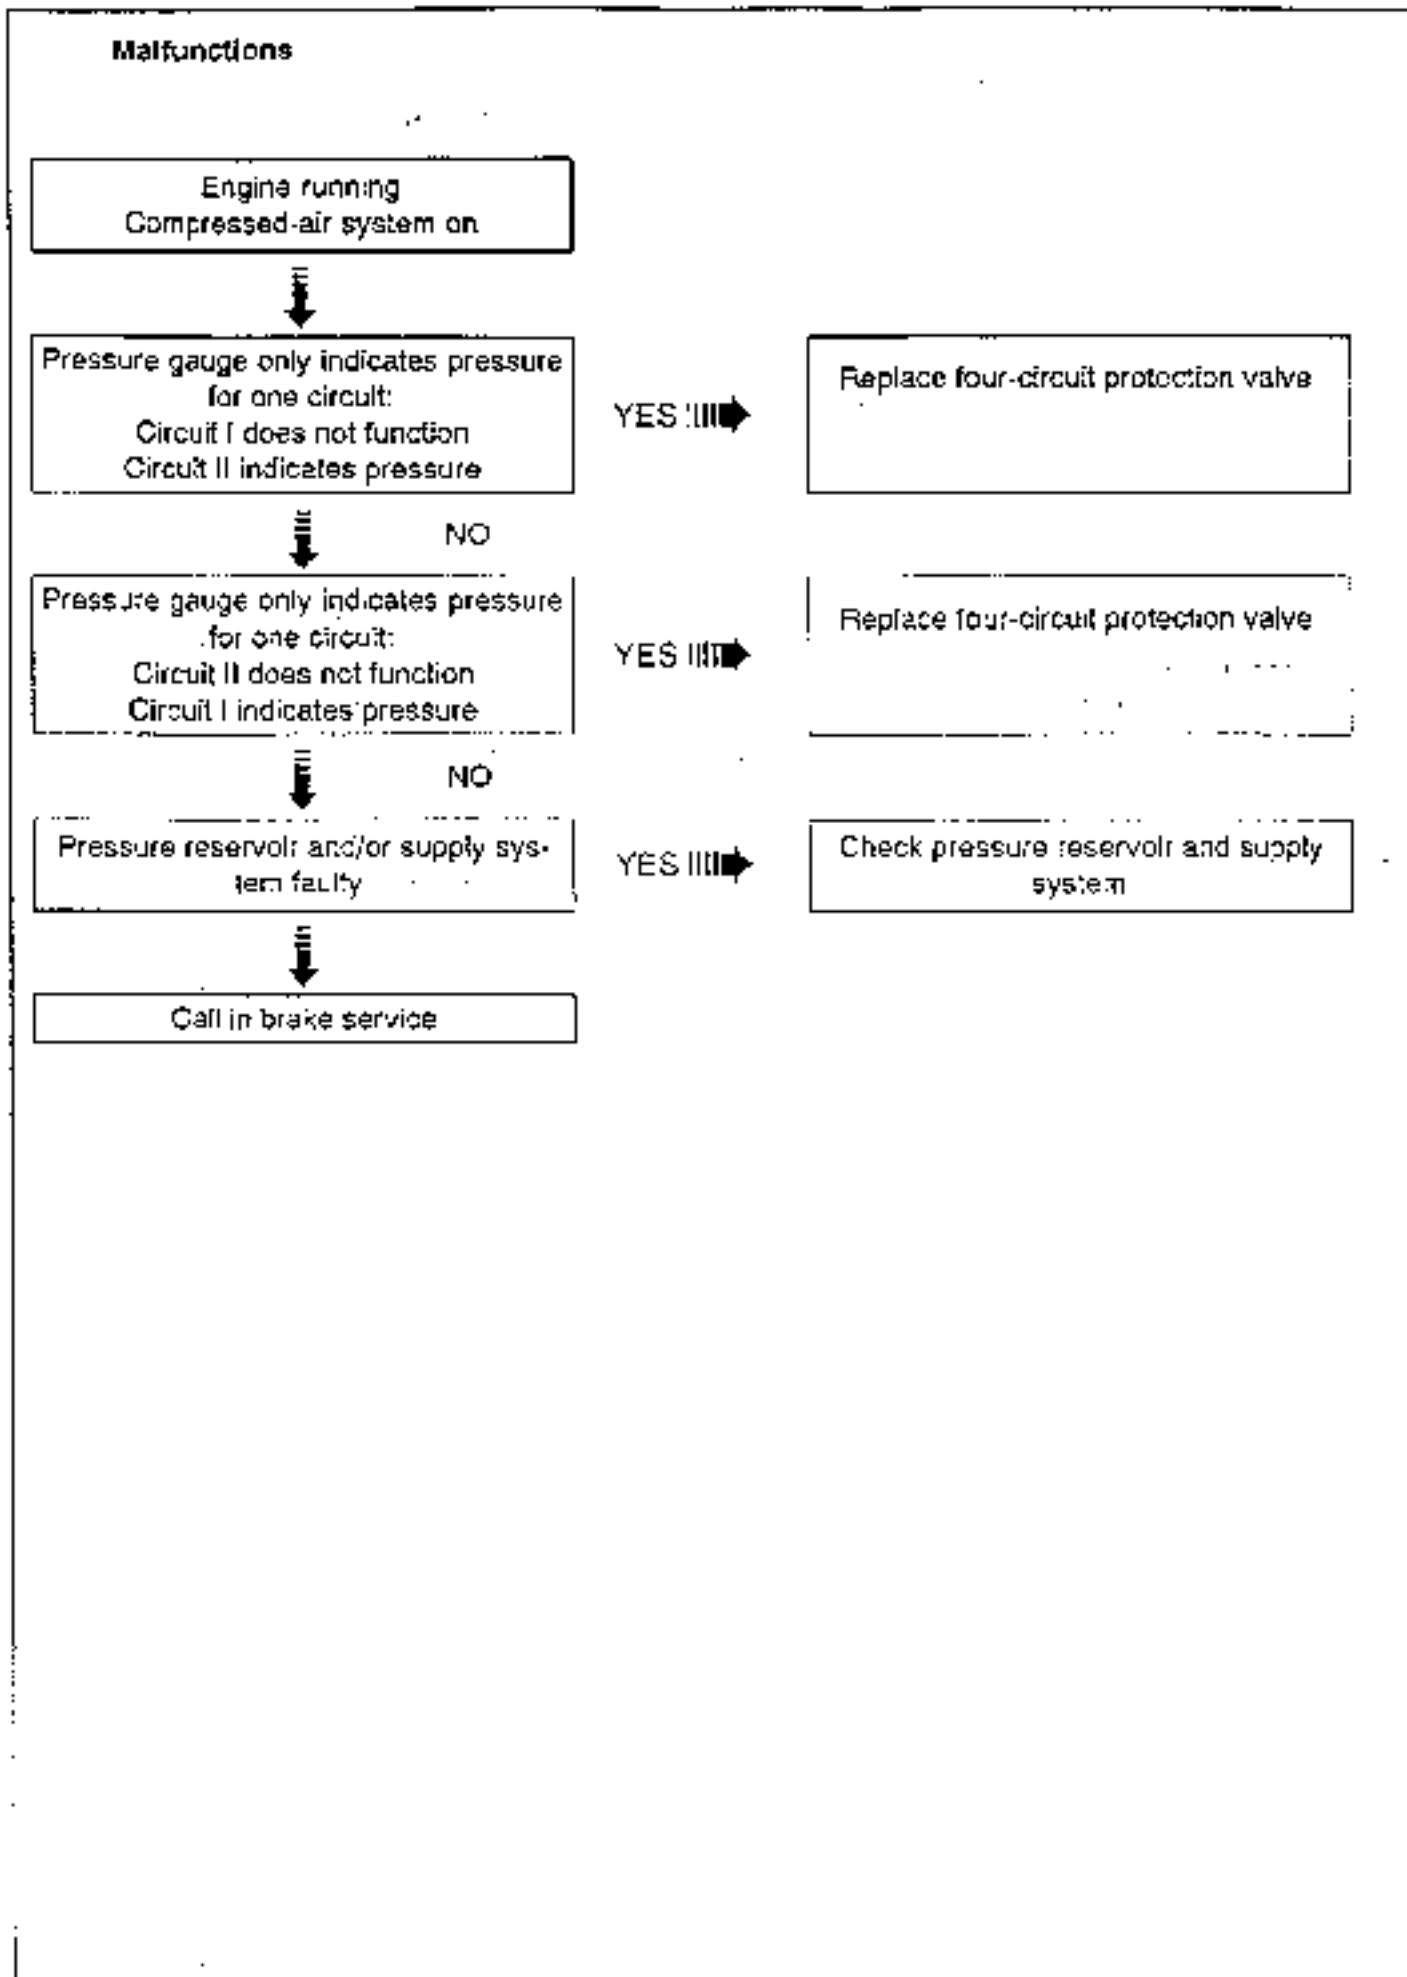 Malfunctions
Engine running
Compressed-air system on
Pressure gauge only indicates pressure
for one circuit:
Circuit I does not function
Circuit II indicates pressure
YES
Replace four-circuit protection valve
NO
Pressure gauge only indicates pressure
for one circuit:
Circuit II does not function
Circuit I indicates pressure
YES
Replace four-circuit protection valve
NO
Pressure reservoir and/or supply sys-
tem faulty
YES
Check pressure reservoir and supply
system
Call in brake service